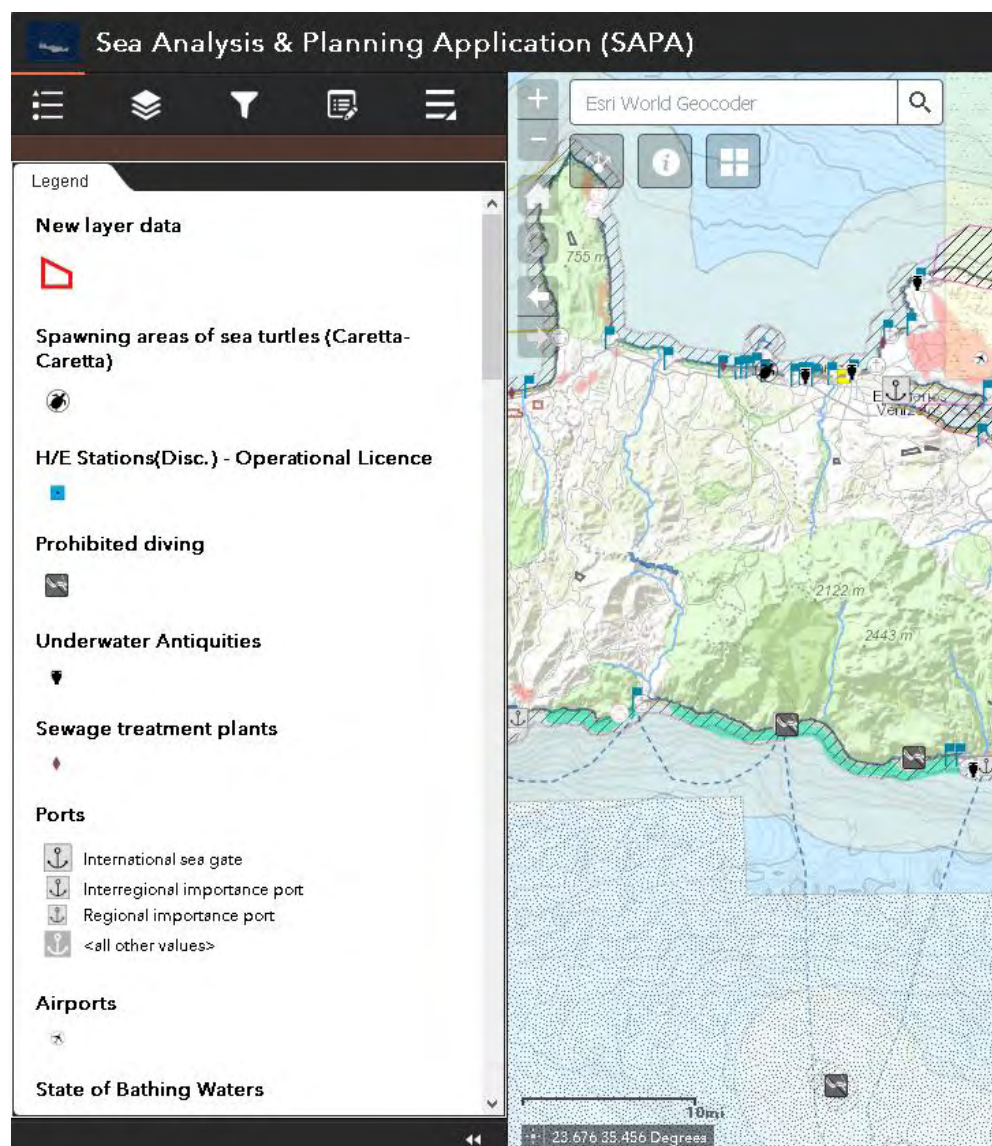 Sea Analysis & Planning Application (SAPA)
Esri World Geocoder
Legend
New layer data
Spawning areas of sea turtles (Caretta-
Caretta)
H/E Stations(Disc.) - Operational Licence
Prohibited diving
Underwater Antiquities
Sewage treatment plants
Ports
International sea gate
Interregional importance port
Regional importance port
<all other values>
Airports
State of Bathing Waters
755 m
2122 m
2443 m
10mi
23.676 35.456 Degrees